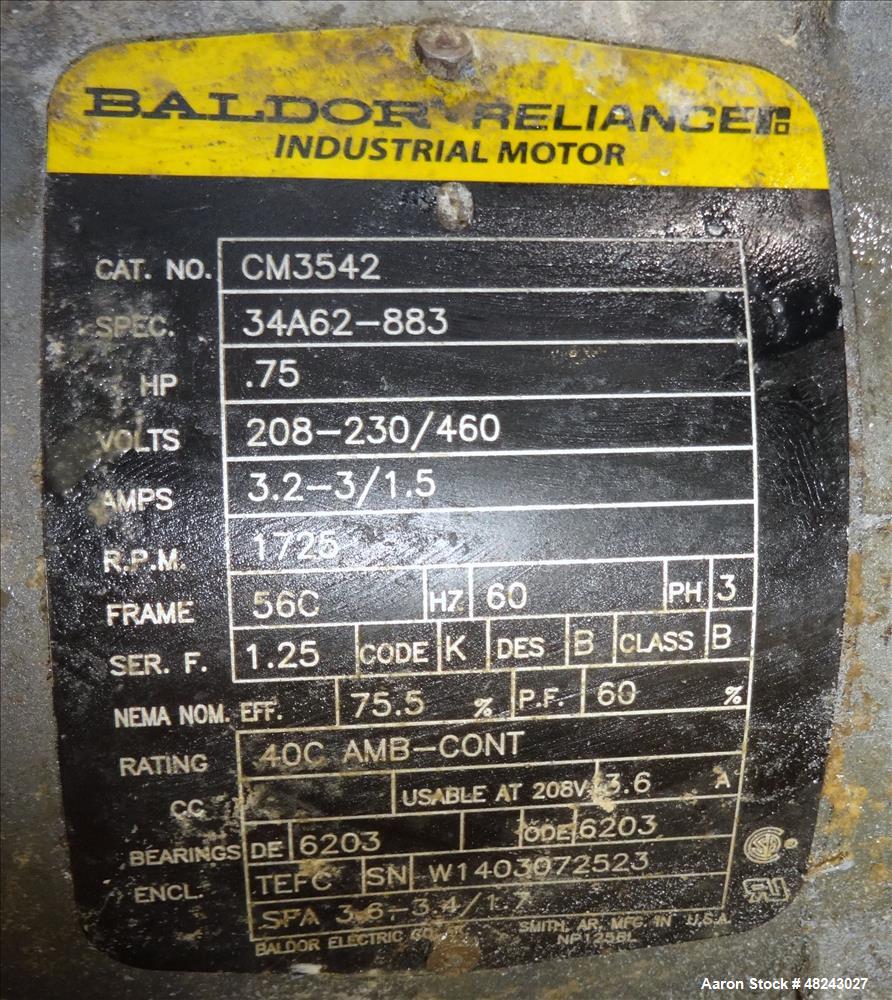 BALDOR · RELIANCE
INDUSTRIAL MOTOR
CAT. NO. CM3542
SPEC. 34A62-883
HP .75
VOLTS 208-230/460
AMPS 3.2-3/1.5
R.P.M. 1725
FRAME 56C HZ 60 PH 3
SER. F. 1.25 CODE K DES B CLASS B
NEMA NOM. EFF. 75.5 % P.F. 60 %
RATING 40C AMB-CONT
CC USABLE AT 208V 3.6 A
BEARINGS DE 6203 ODE 6203
ENCL. TEFC SN W1403072523
SFA 3.6-3.4/1.7
BALDOR ELECTRIC CO. FT. SMITH, AR. MFG. IN U.S.A.
Aaron Stock # 48243027